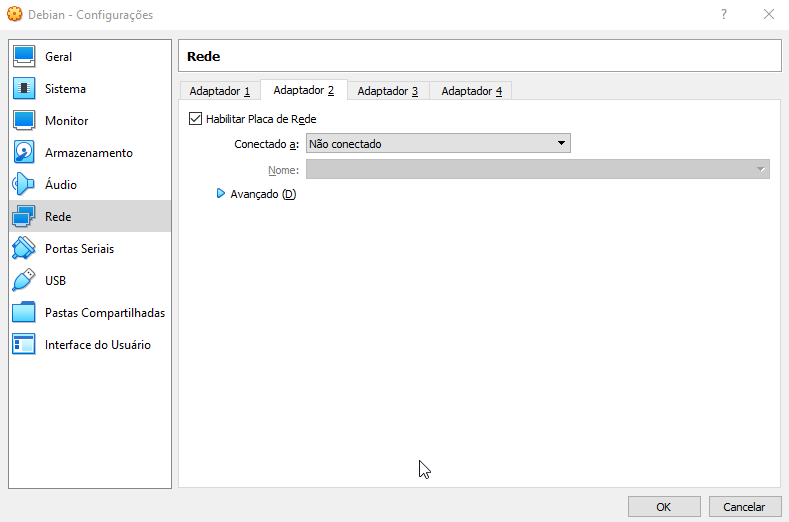 Debian - Configurações
?
Geral
Sistema
Monitor
Armazenamento
Áudio
Rede
Portas Seriais
USB
Pastas Compartilhadas
Interface do Usuário
Rede
Adaptador 1 Adaptador 2 Adaptador 3 Adaptador 4
Habilitar Placa de Rede
Conectado a: Não conectado
Nome:
Avançado (D)
OK Cancelar